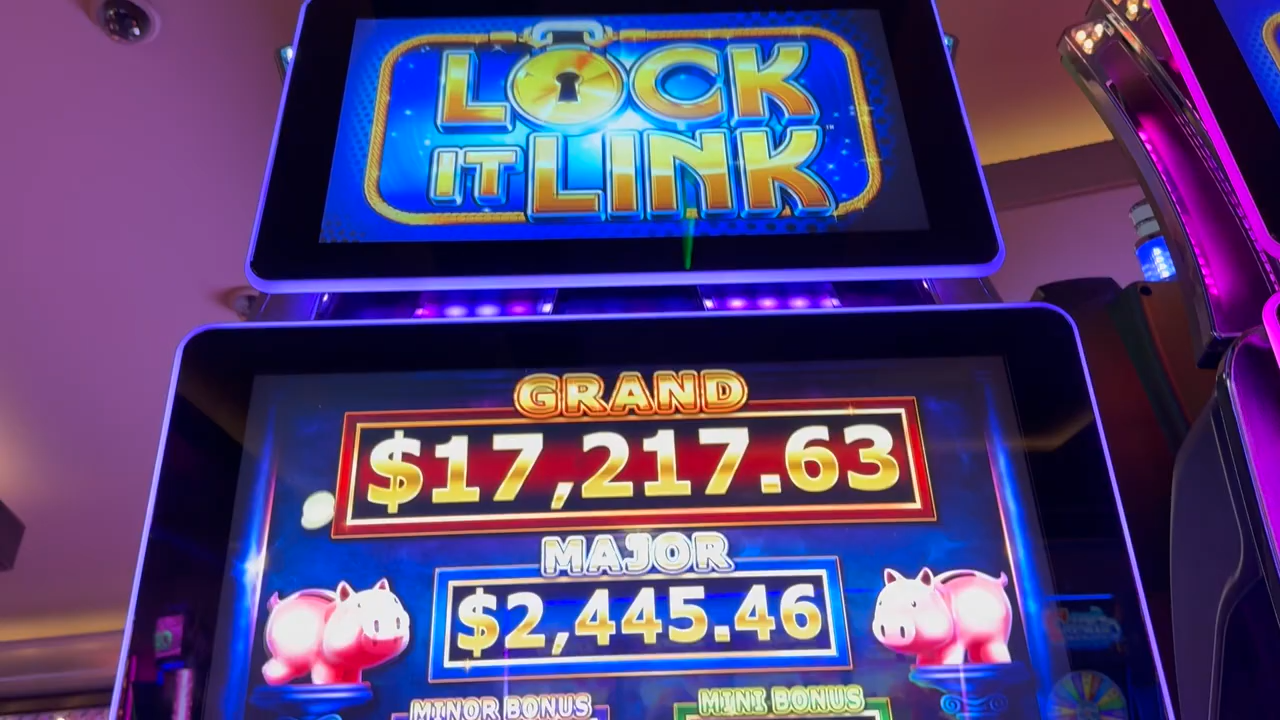 LOCK
IT LINK
GRAND
$17,217.63
MAJOR
$2,445.46
MINOR BONUS
MINI BONUS